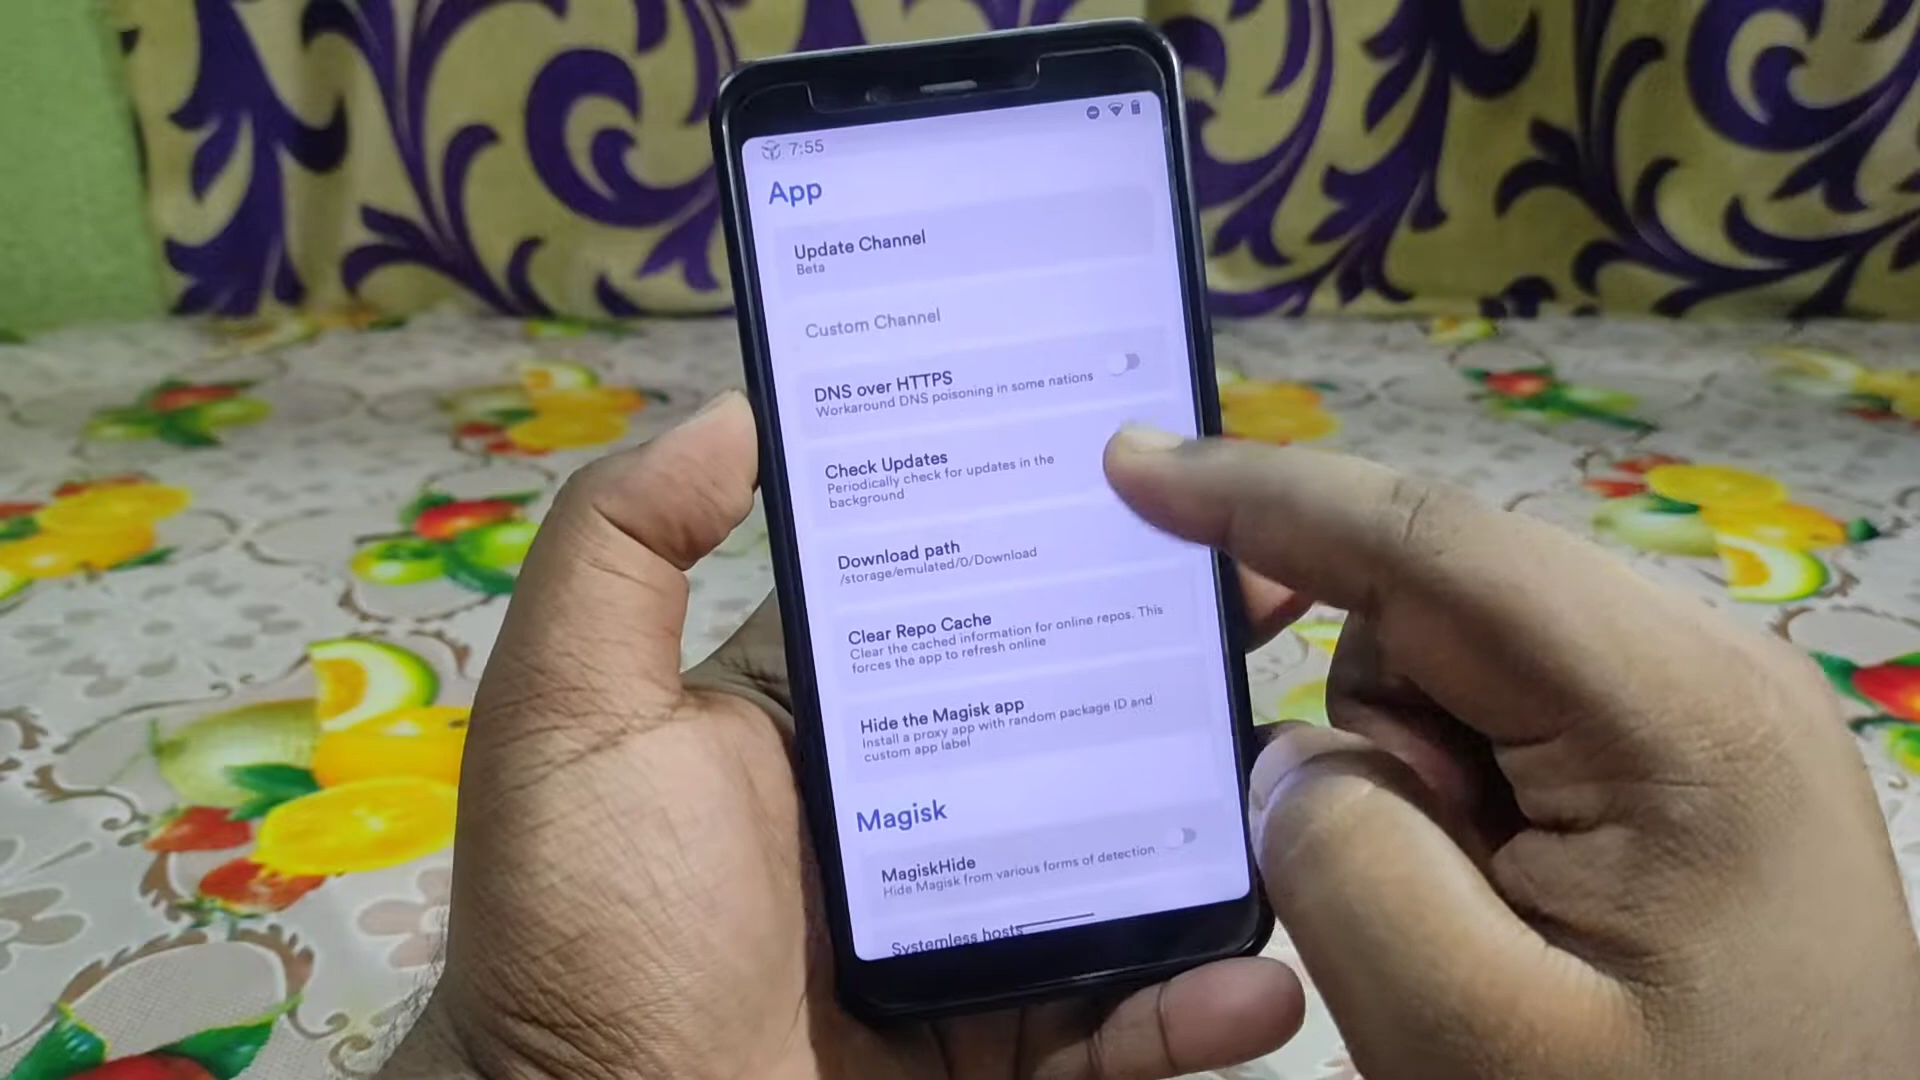 7:55
App
Update Channel
Beta
Custom Channel
DNS over HTTPS
Workaround DNS poisoning in some nations
Check Updates
Periodically check for updates in the
background
Download path
/storage/emulated/0/Download
Clear Repo Cache
Clear the cached information for online repos. This
forces the app to refresh online
Hide the Magisk app
Install a proxy app with random package ID and
custom app label
Magisk
MagiskHide
Hide Magisk from various forms of detection
Systemless hosts